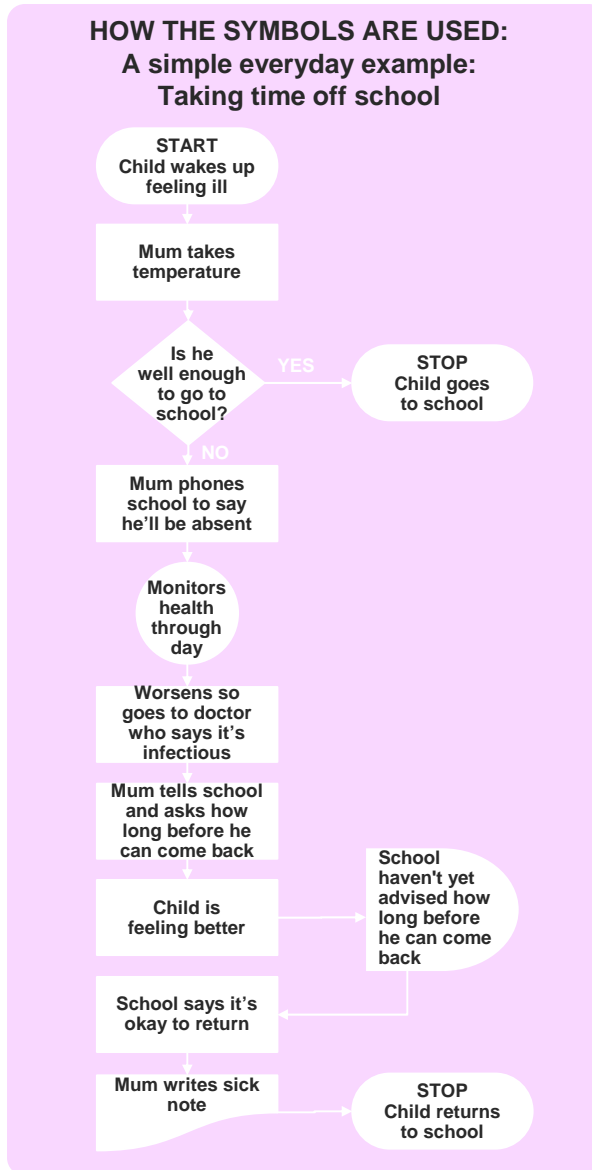 HOW THE SYMBOLS ARE USED:
A simple everyday example:
Taking time off school
START
Child wakes up
feeling ill
Mum takes
temperature
Is he
well enough
to go to
school?
YES
STOP
Child goes
to school
NO
Mum phones
school to say
he’ll be absent
Monitors
health
through
day
Worsens so
goes to doctor
who says it’s
infectious
Mum tells school
and asks how
long before he
can come back
Child is
feeling better
School
haven't yet
advised how
long before
he can come
back
School says it’s
okay to return
Mum writes sick
note
STOP
Child returns
to school